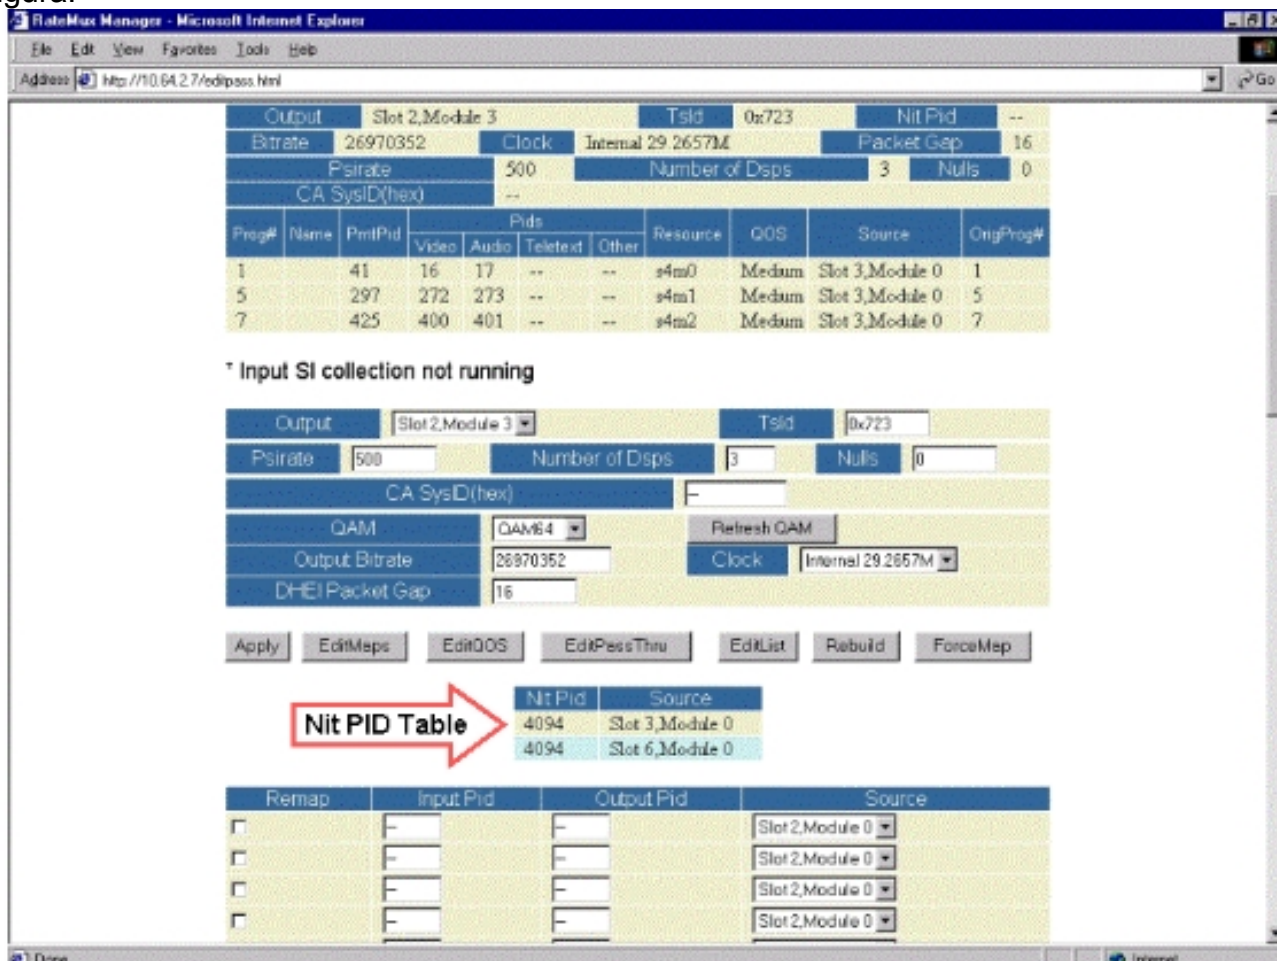 RateMux Manager - Microsoft Internet Explorer
File Edit View Favorites Tools Help
Address http://10.64.2.7/editpass.html Go
Output Slot 2,Module 3 TsId 0x723 Nit Pid --
Bitrate 26970352 Clock Internal 29.2657M Packet Gap 16
Psirate 500 Number of Dsps 3 Nulls 0
CA SysID(hex) --
Prog# Name PmtPid Pids Resource QOS Source OrigProg#
Video Audio Teletext Other
1 41 16 17 -- -- s4m0 Medium Slot 3,Module 0 1
5 297 272 273 -- -- s4m1 Medium Slot 3,Module 0 5
7 425 400 401 -- -- s4m2 Medium Slot 3,Module 0 7
* Input SI collection not running
Output Slot 2,Module 3 TsId 0x723
Psirate 500 Number of Dsps 3 Nulls 0
CA SysID(hex) --
QAM QAM64 Refresh QAM
Output Bitrate 26970352 Clock Internal 29.2657M
DHEI Packet Gap 16
Apply EditMaps EditQOS EditPassThru EditList Rebuild ForceMap
Nit Pid Source
Nit PID Table 4094 Slot 3,Module 0
4094 Slot 6,Module 0
Remap Input Pid Output Pid Source
-- -- Slot 2,Module 0
-- -- Slot 2,Module 0
-- -- Slot 2,Module 0
-- -- Slot 2,Module 0
Done Internet